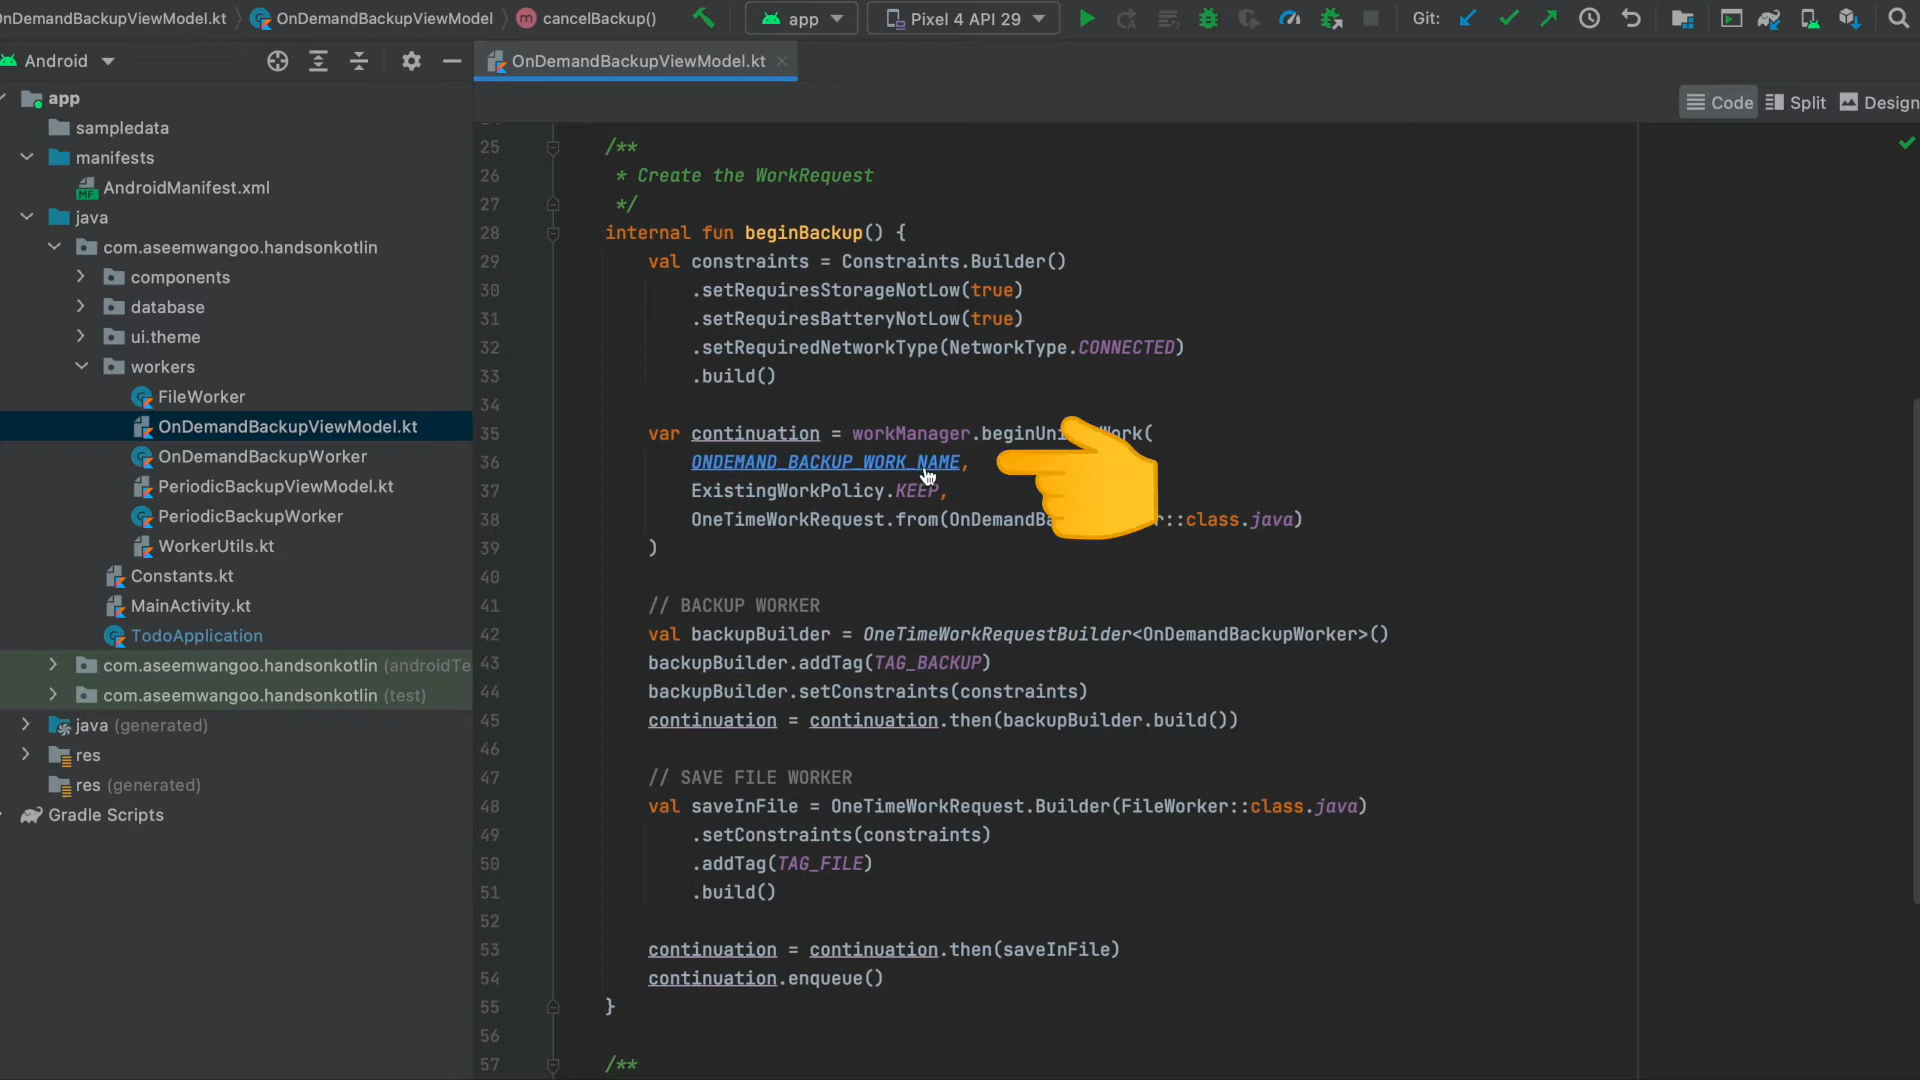 OnDemandBackupViewModel.kt OnDemandBackupViewModel m cancelBackup() app Pixel 4 API 29 Git:
Android
OnDemandBackupViewModel.kt
Code Split Design
app
sampledata
manifests
MF AndroidManifest.xml
java
com.aseemwangoo.handsonkotlin
components
database
ui.theme
workers
FileWorker
OnDemandBackupViewModel.kt
OnDemandBackupWorker
PeriodicBackupViewModel.kt
PeriodicBackupWorker
WorkerUtils.kt
Constants.kt
MainActivity.kt
TodoApplication
com.aseemwangoo.handsonkotlin (androidTe
com.aseemwangoo.handsonkotlin (test)
java (generated)
res
res (generated)
Gradle Scripts
25 /**
26 * Create the WorkRequest
27 */
28 internal fun beginBackup() {
29 val constraints = Constraints.Builder()
30 .setRequiresStorageNotLow(true)
31 .setRequiresBatteryNotLow(true)
32 .setRequiredNetworkType(NetworkType.CONNECTED)
33 .build()
34
35 var continuation = workManager.beginUni Work(
36 ONDEMAND_BACKUP_WORK_NAME,
37 ExistingWorkPolicy.KEEP,
38 OneTimeWorkRequest.from(OnDemandBa r::class.java)
39 )
40
41 // BACKUP WORKER
42 val backupBuilder = OneTimeWorkRequestBuilder<OnDemandBackupWorker>()
43 backupBuilder.addTag(TAG_BACKUP)
44 backupBuilder.setConstraints(constraints)
45 continuation = continuation.then(backupBuilder.build())
46
47 // SAVE FILE WORKER
48 val saveInFile = OneTimeWorkRequest.Builder(FileWorker::class.java)
49 .setConstraints(constraints)
50 .addTag(TAG_FILE)
51 .build()
52
53 continuation = continuation.then(saveInFile)
54 continuation.enqueue()
55 }
56
57 /**